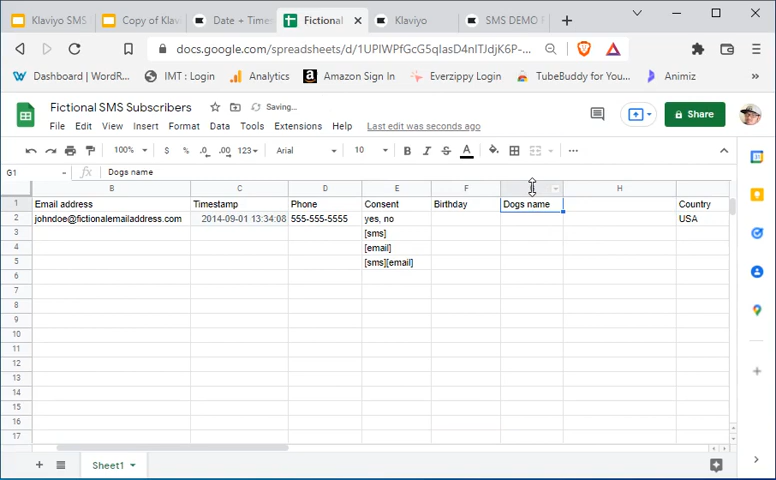 Klaviyo SMS
Copy of Klav
Date + Time
Fictional
Klaviyo
SMS DEMO F
docs.google.com/spreadsheets/d/1UPIWPfGcG5qIasD4nlTJdjK6P-...
Dashboard | WordPR...
IMT : Login
Analytics
Amazon Sign In
Everzippy Login
TubeBuddy for You...
Animiz
Fictional SMS Subscribers
Saving...
File Edit View Insert Format Data Tools Extensions Help Last edit was seconds ago
Share
100% $ % .0 .00 123 Arial 10 B I S A
G1 fx Dogs name
B C D E F H
1 Email address Timestamp Phone Consent Birthday Dogs name Country
2 johndoe@fictionalemailaddress.com 2014-09-01 13:34:08 555-555-5555 yes, no USA
3 [sms]
4 [email]
5 [sms][email]
6
7
8
9
10
11
12
13
14
15
16
17
Sheet1